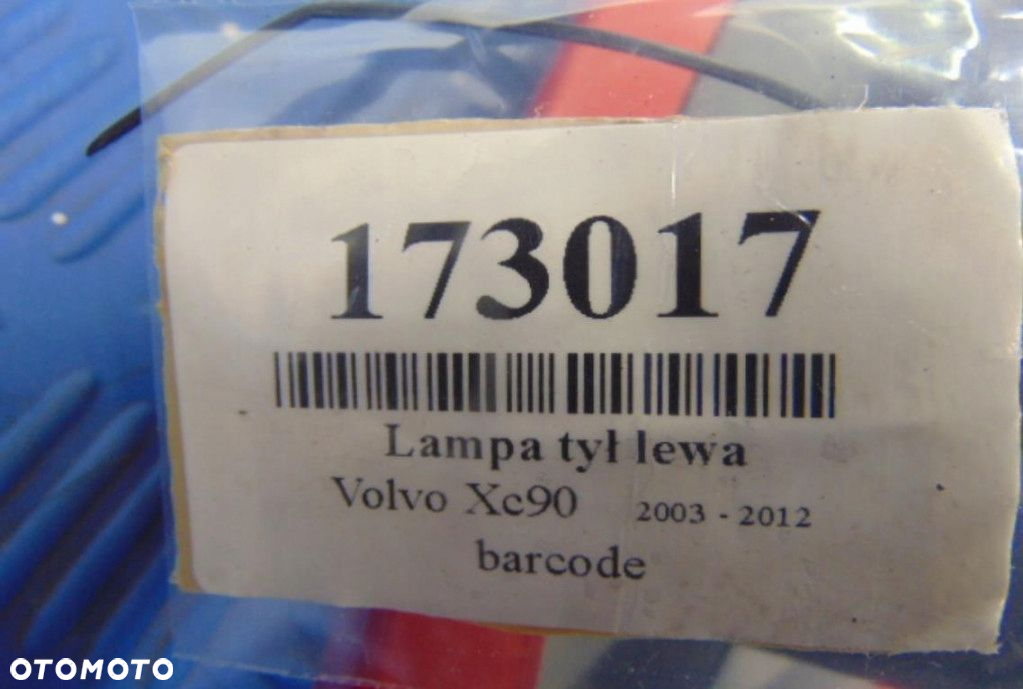 173017
Lampa tył lewa
Volvo Xc90 2003 - 2012
barcode
OTOMOTO